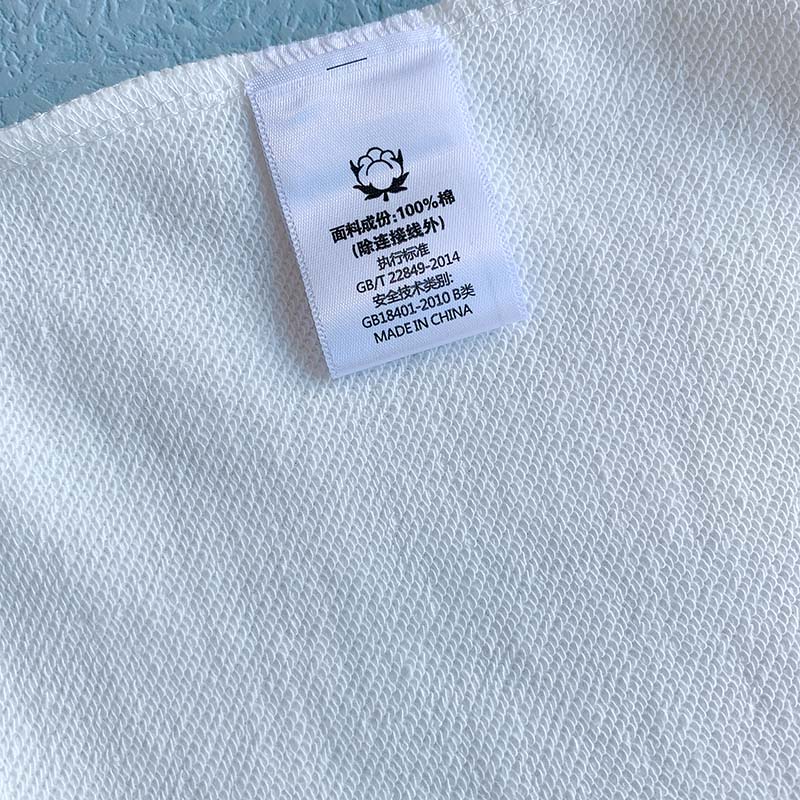 面料成份:100%棉
(除连接线外)
执行标准
GB/T 22849-2014
安全技术类别:
GB18401-2010 B类
MADE IN CHINA